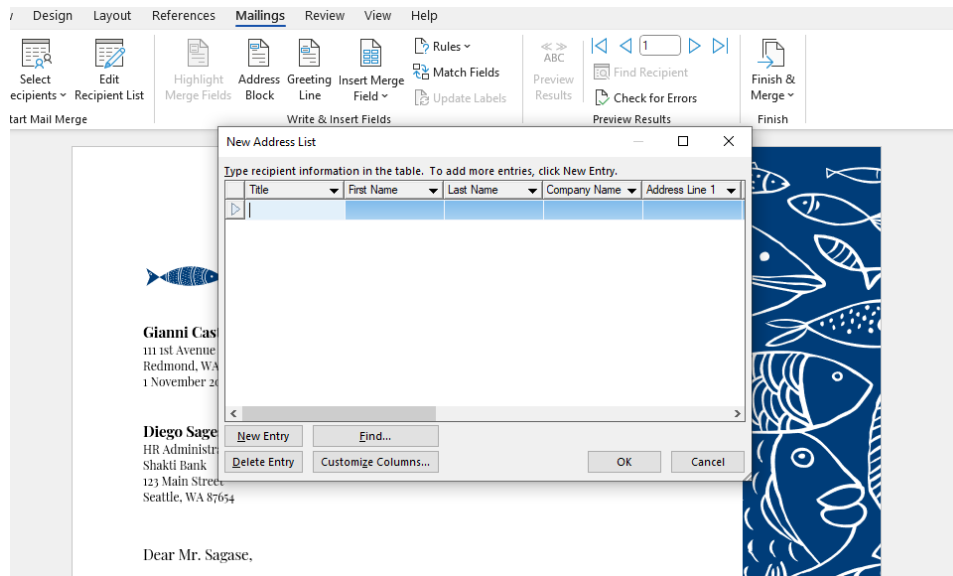 Design Layout References Mailings Review View Help
Select
ecipients
Edit
Recipient List
Highlight
Merge Fields
Address
Block
Greeting
Line
Insert Merge
Field
Rules
Match Fields
Update Labels
ABC
Preview
Results
1
Find Recipient
Check for Errors
Finish &
Merge
tart Mail Merge
Write & Insert Fields
Preview Results
Finish
New Address List
Type recipient information in the table. To add more entries, click New Entry.
Title First Name Last Name Company Name Address Line 1
New Entry Find...
Delete Entry Customize Columns...
OK Cancel
Gianni Cas
111 1st Avenue
Redmond, WA
1 November 20
Diego Sage
HR Administr
Shakti Bank
123 Main Street
Seattle, WA 87654
Dear Mr. Sagase,